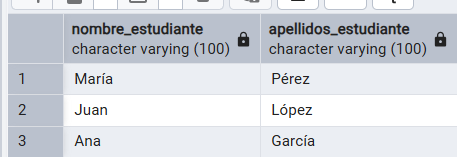 nombre_estudiante apellidos_estudiante
character varying (100) character varying (100)
1 María Pérez
2 Juan López
3 Ana García